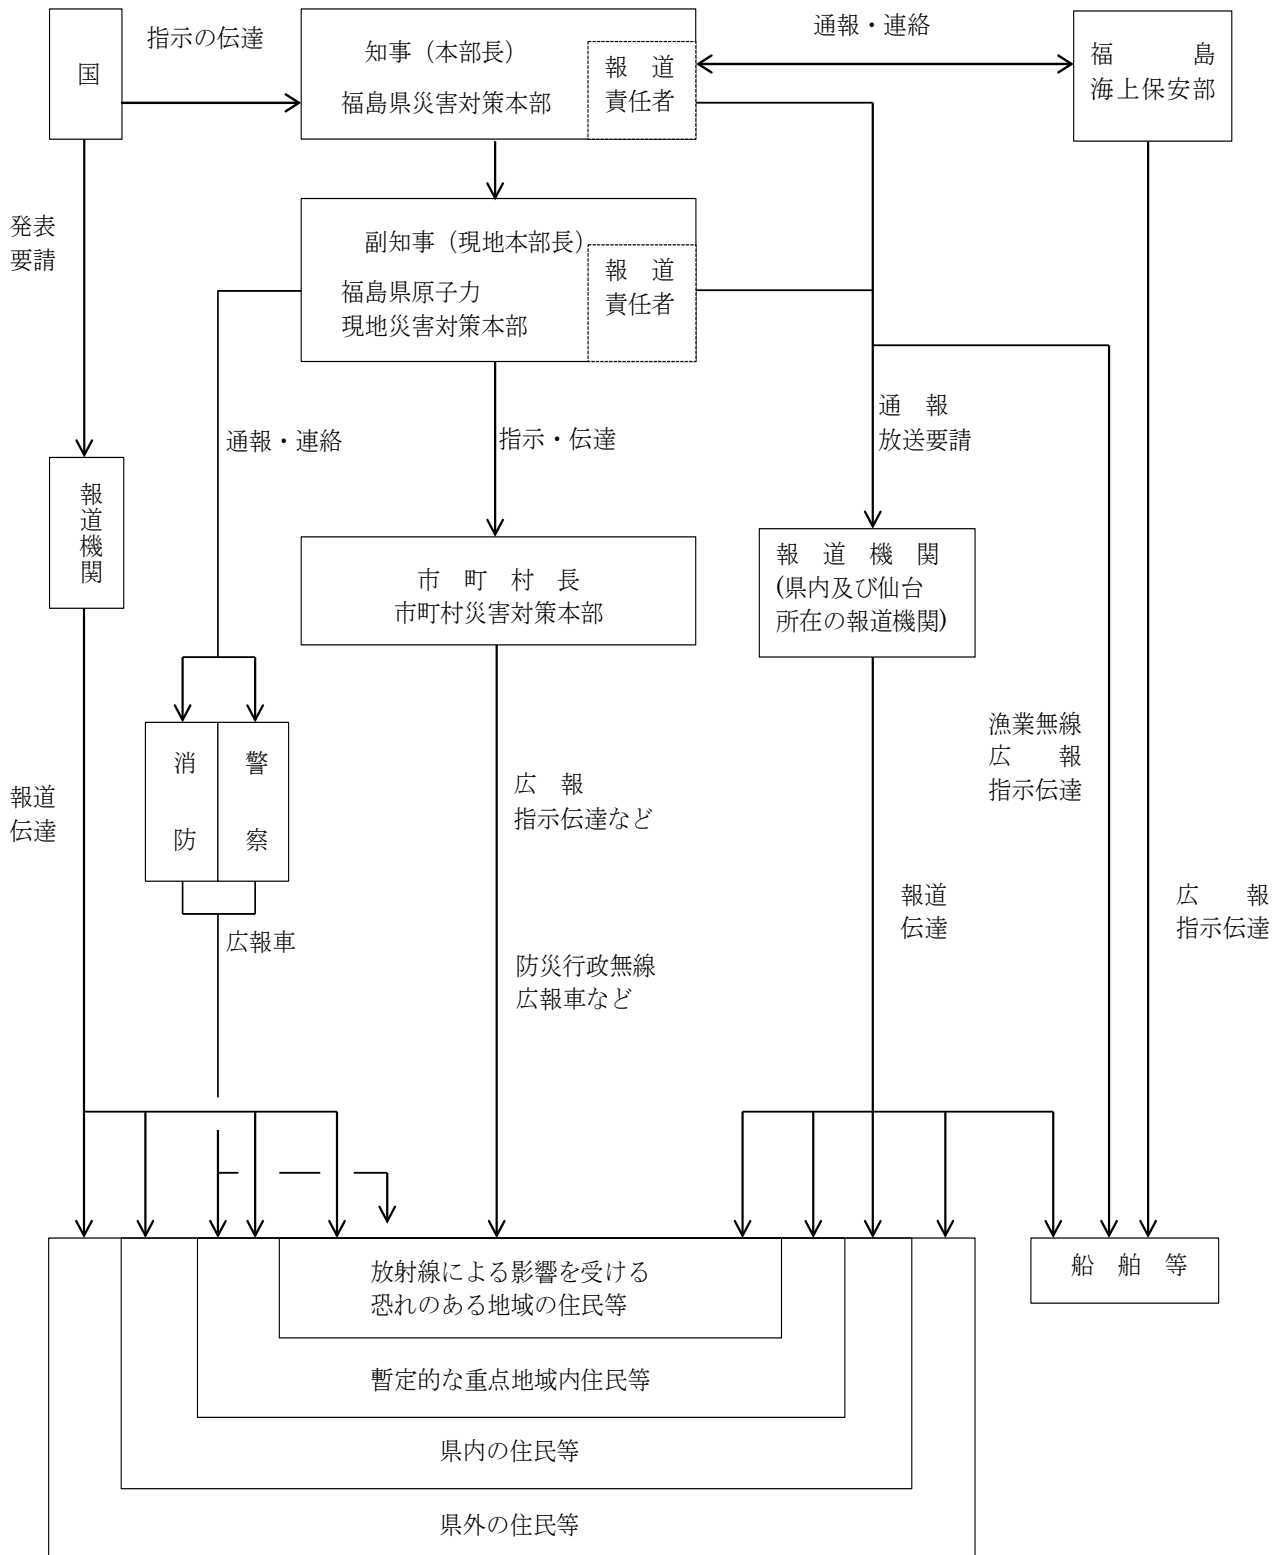 指示の伝達
通報・連絡
国
知事（本部長）
福島県災害対策本部
報　道
責任者
福　　　島
海上保安部
発表
要請
副知事（現地本部長）
福島県原子力
現地災害対策本部
報　道
責任者
通報・連絡
指示・伝達
通　報
放送要請
報道機関
市　町　村　長
市町村災害対策本部
報　道　機　関
(県内及び仙台
所在の報道機関)
消防
警察
報道
伝達
広　報
指示伝達など
漁業無線
広　　報
指示伝達
報道
伝達
広　　報
指示伝達
広報車
防災行政無線
広報車など
放射線による影響を受ける
恐れのある地域の住民等
船　舶　等
暫定的な重点地域内住民等
県内の住民等
県外の住民等